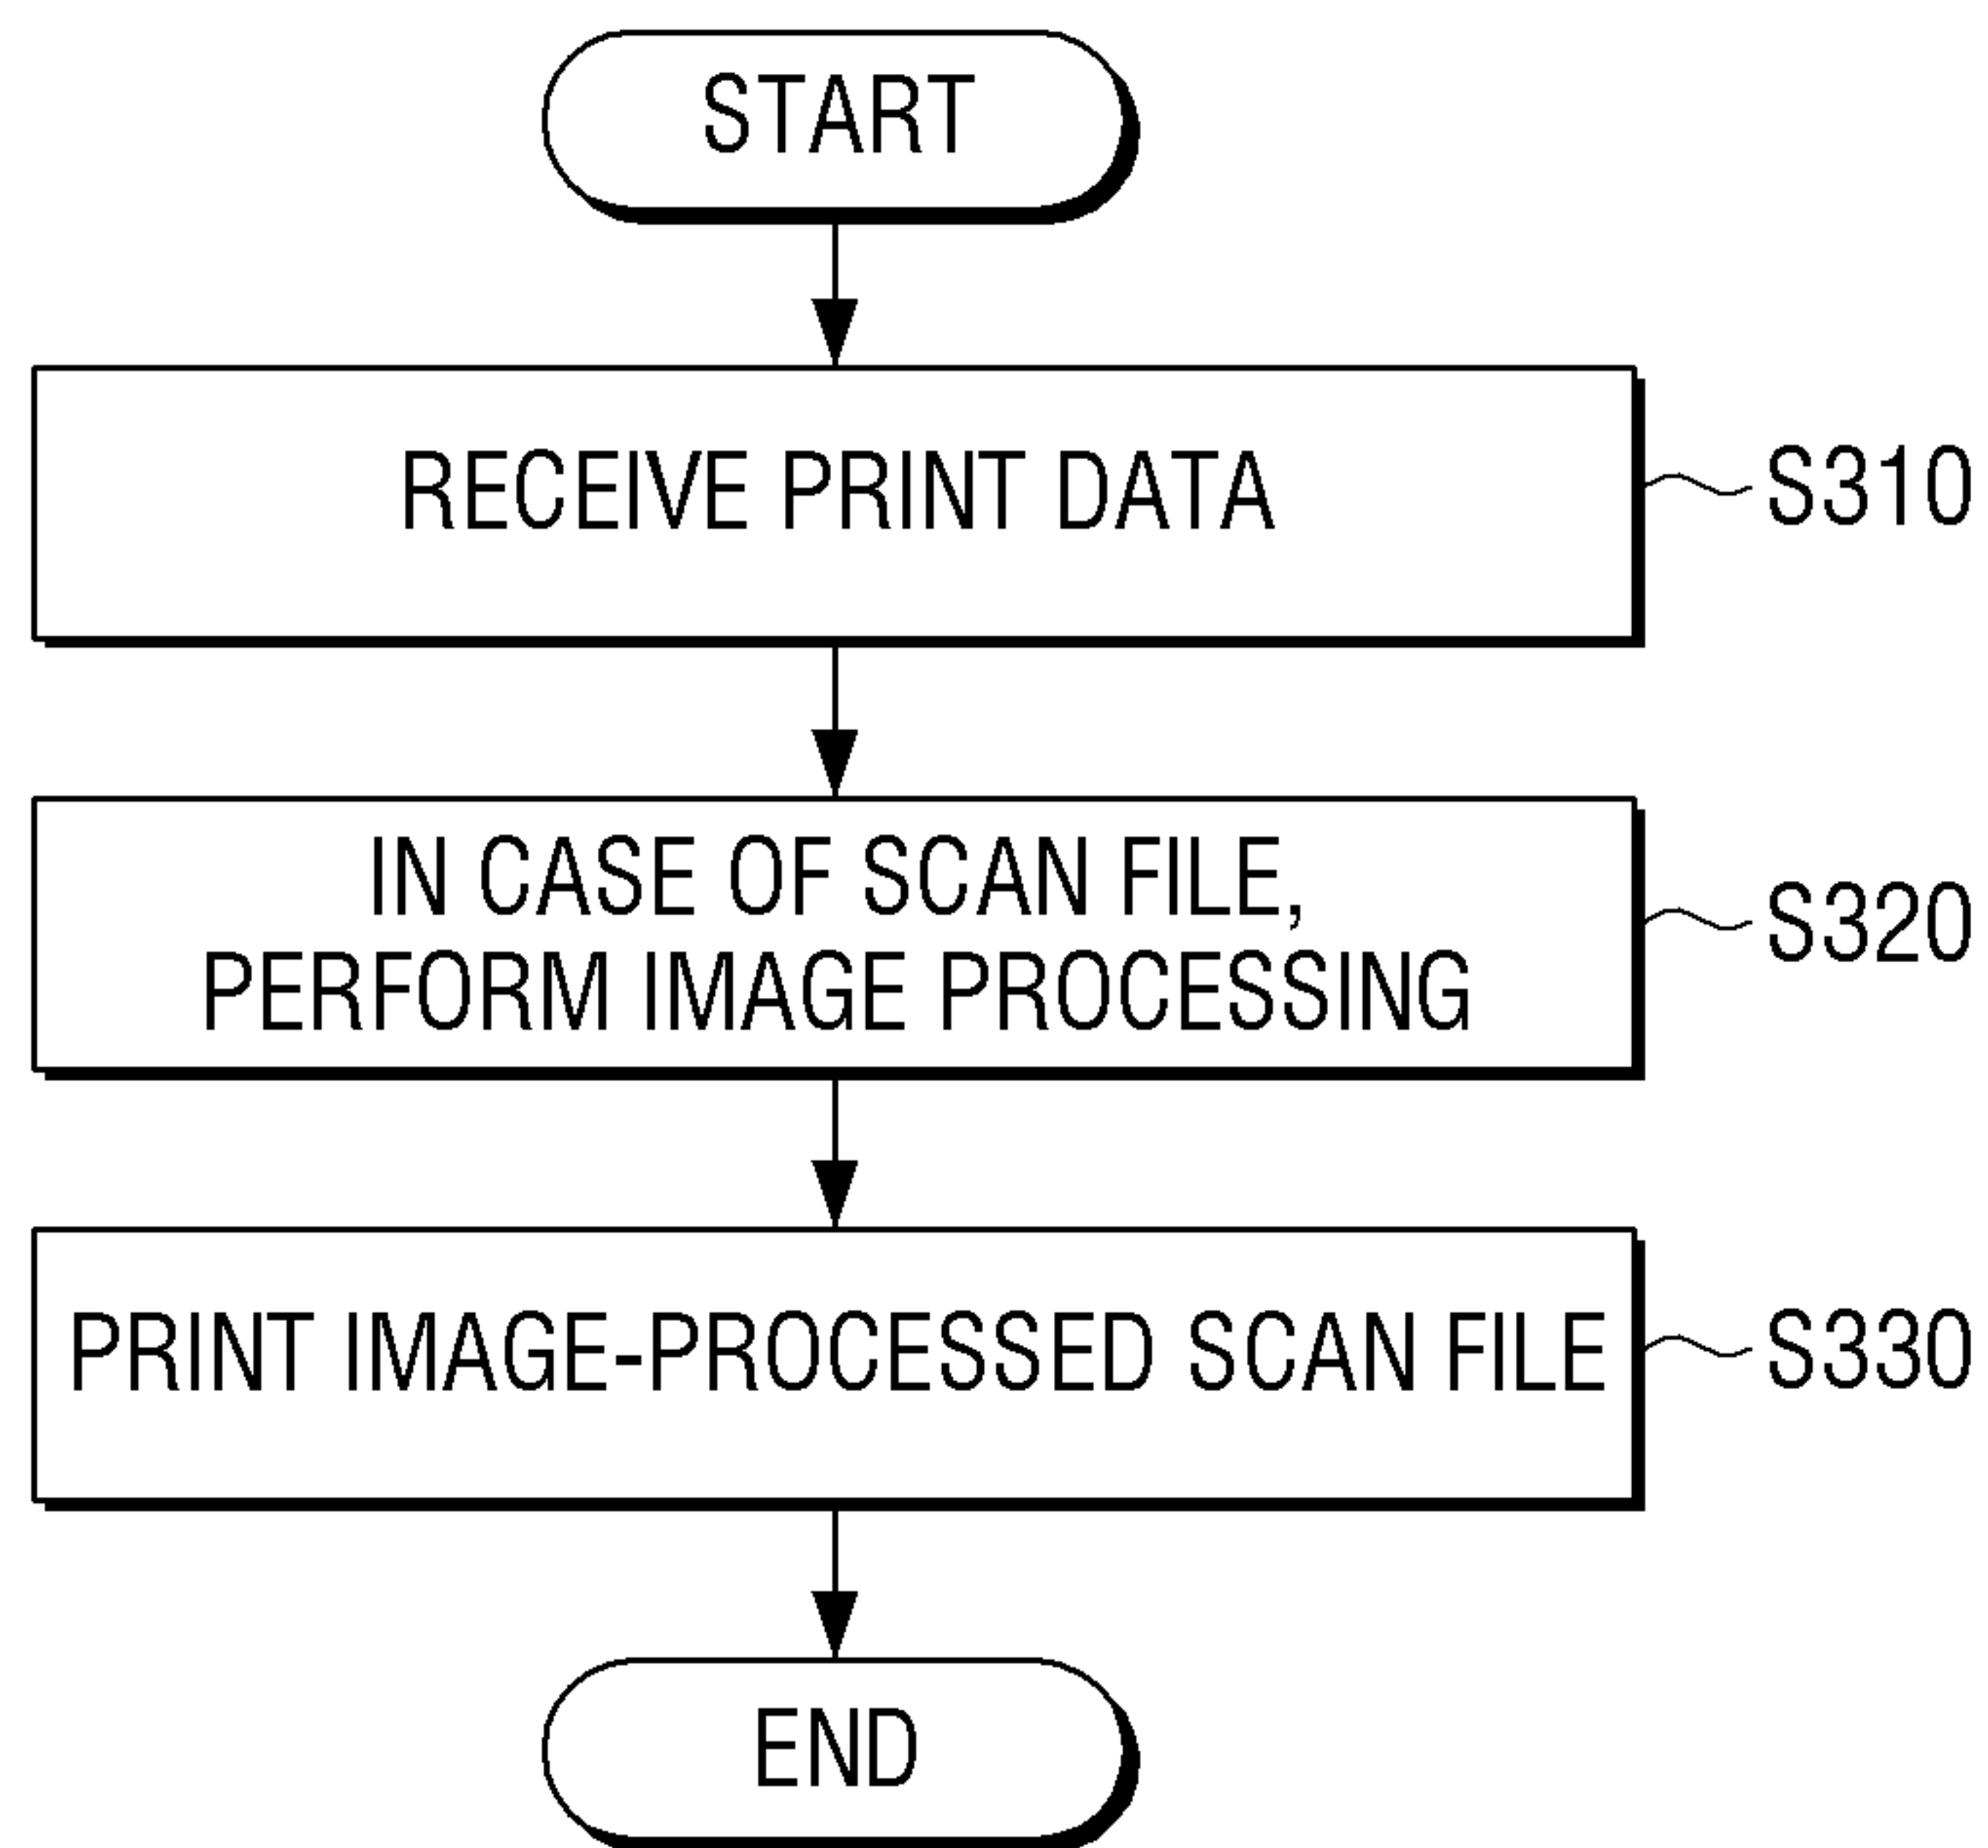 START
RECEIVE PRINT DATA
S310
IN CASE OF SCAN FILE,
PERFORM IMAGE PROCESSING
S320
PRINT IMAGE-PROCESSED SCAN FILE
S330
END